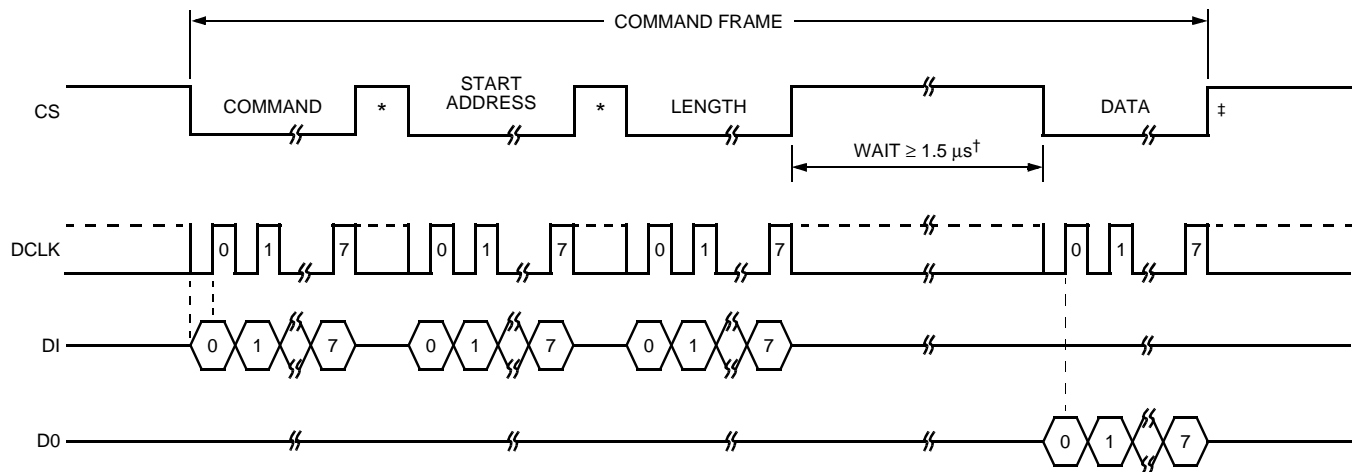 COMMAND FRAME
CS
COMMAND
*
START
ADDRESS
*
LENGTH
DATA
‡
WAIT ≥ 1.5 µs†
DCLK
0 1 7 0 1 7 0 1 7 0 1 7
DI
0 1 7 0 1 7 0 1 7
D0
0 1 7